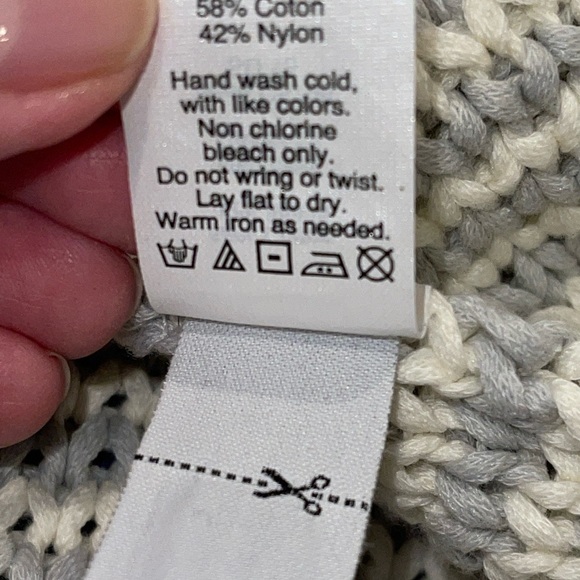 58% Coton
42% Nylon
Hand wash cold,
with like colors.
Non chlorine
bleach only.
Do not wring or twist.
Lay flat to dry.
Warm iron as needed.